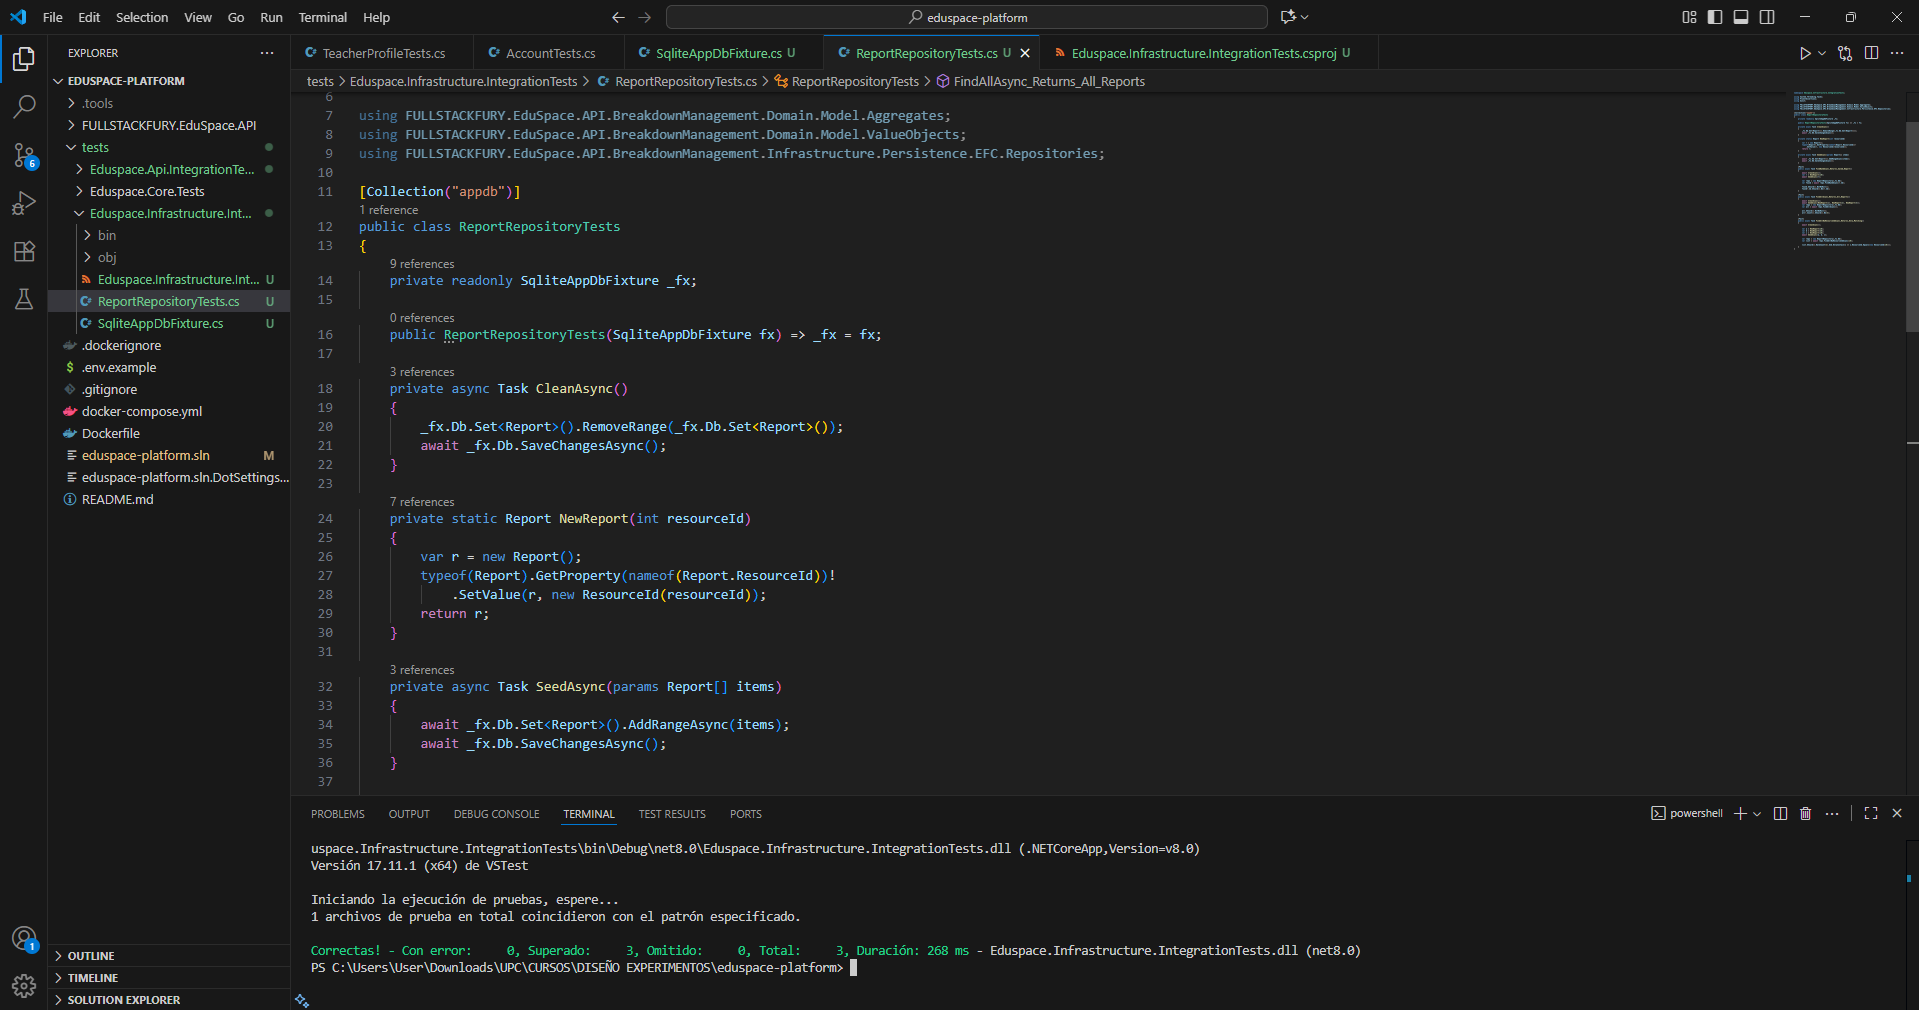 File Edit Selection View Go Run Terminal Help
eduspace-platform
EXPLORER
EDUSPACE-PLATFORM
.tools
FULLSTACKFURY.EduSpace.API
tests
Eduspace.Api.IntegrationTe...
Eduspace.Core.Tests
Eduspace.Infrastructure.Int...
bin
obj
Eduspace.Infrastructure.Int... U
ReportRepositoryTests.cs U
SqliteAppDbFixture.cs U
.dockerignore
.env.example
.gitignore
docker-compose.yml
Dockerfile
eduspace-platform.sln M
eduspace-platform.sln.DotSettings...
README.md
OUTLINE
TIMELINE
SOLUTION EXPLORER
6
1
TeacherProfileTests.cs AccountTests.cs SqliteAppDbFixture.cs U ReportRepositoryTests.cs U Eduspace.Infrastructure.IntegrationTests.csproj U
tests > Eduspace.Infrastructure.IntegrationTests > ReportRepositoryTests.cs > ReportRepositoryTests > FindAllAsync_Returns_All_Reports
6
7 using FULLSTACKFURY.EduSpace.API.BreakdownManagement.Domain.Model.Aggregates;
8 using FULLSTACKFURY.EduSpace.API.BreakdownManagement.Domain.Model.ValueObjects;
9 using FULLSTACKFURY.EduSpace.API.BreakdownManagement.Infrastructure.Persistence.EFC.Repositories;
10
11 [Collection("appdb")]
1 reference
12 public class ReportRepositoryTests
13 {
9 references
14 private readonly SqliteAppDbFixture _fx;
15
0 references
16 public ReportRepositoryTests(SqliteAppDbFixture fx) => _fx = fx;
17
3 references
18 private async Task CleanAsync()
19 {
20 _fx.Db.Set<Report>().RemoveRange(_fx.Db.Set<Report>());
21 await _fx.Db.SaveChangesAsync();
22 }
23
7 references
24 private static Report NewReport(int resourceId)
25 {
26 var r = new Report();
27 typeof(Report).GetProperty(nameof(Report.ResourceId))!
28 .SetValue(r, new ResourceId(resourceId));
29 return r;
30 }
31
3 references
32 private async Task SeedAsync(params Report[] items)
33 {
34 await _fx.Db.Set<Report>().AddRangeAsync(items);
35 await _fx.Db.SaveChangesAsync();
36 }
37
PROBLEMS OUTPUT DEBUG CONSOLE TERMINAL TEST RESULTS PORTS
powershell
uspace.Infrastructure.IntegrationTests\bin\Debug\net8.0\Eduspace.Infrastructure.IntegrationTests.dll (.NETCoreApp,Version=v8.0)
Versión 17.11.1 (x64) de VSTest
Iniciando la ejecución de pruebas, espere...
1 archivos de prueba en total coincidieron con el patrón especificado.
Correctas! - Con error: 0, Superado: 3, Omitido: 0, Total: 3, Duración: 268 ms - Eduspace.Infrastructure.IntegrationTests.dll (net8.0)
PS C:\Users\User\Downloads\UPC\CURSOS\DISEÑO EXPERIMENTOS\eduspace-platform>